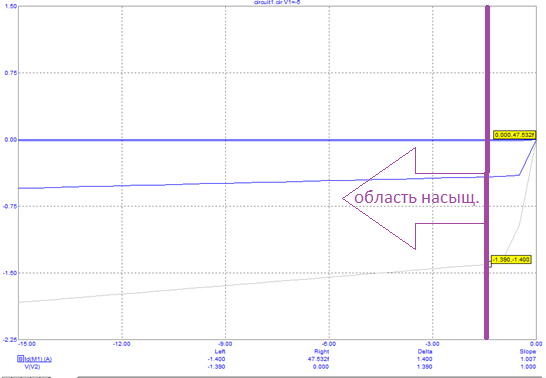 circuit1.cir V1=-5
1.50
0.75
0.00
0.000,47.532f
область насыщ.
-0.75
-1.390,-1.400
-1.50
-2.25
-15.00 -12.00 -9.00 -6.00 -3.00 0.00
Left Right Delta Slope
Id(M1) (A) -1.400 47.532f 1.400 1.007
V(V2) -1.390 0.000 1.390 1.000